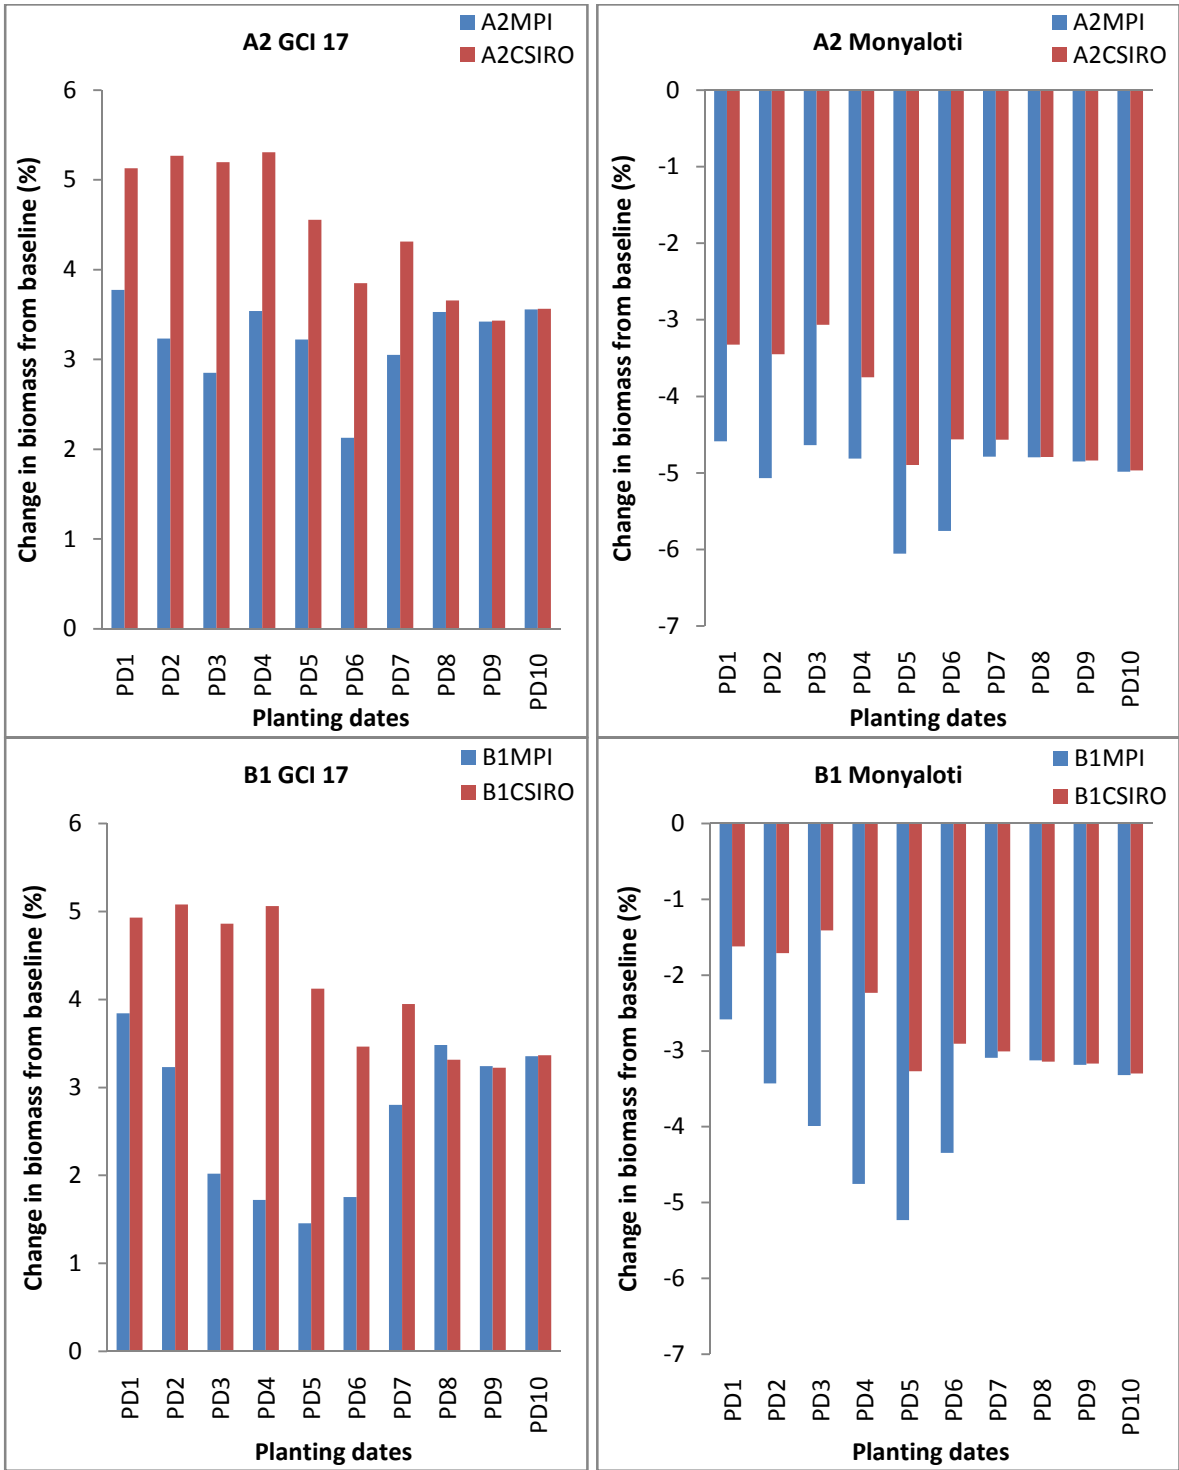 A2 GCI 17
A2MPI
A2CSIRO
Change in biomass from baseline (%)
6
5
4
3
2
1
0
PD1
PD2
PD3
PD4
PD5
PD6
PD7
PD8
PD9
PD10
Planting dates
A2 Monyaloti
A2MPI
A2CSIRO
Change in biomass from baseline (%)
0
-1
-2
-3
-4
-5
-6
-7
PD1
PD2
PD3
PD4
PD5
PD6
PD7
PD8
PD9
PD10
Planting dates
B1 GCI 17
B1MPI
B1CSIRO
Change in biomass from baseline (%)
6
5
4
3
2
1
0
PD1
PD2
PD3
PD4
PD5
PD6
PD7
PD8
PD9
PD10
Planting dates
B1 Monyaloti
B1MPI
B1CSIRO
Change in biomass from baseline (%)
0
-1
-2
-3
-4
-5
-6
-7
PD1
PD2
PD3
PD4
PD5
PD6
PD7
PD8
PD9
PD10
Planting dates